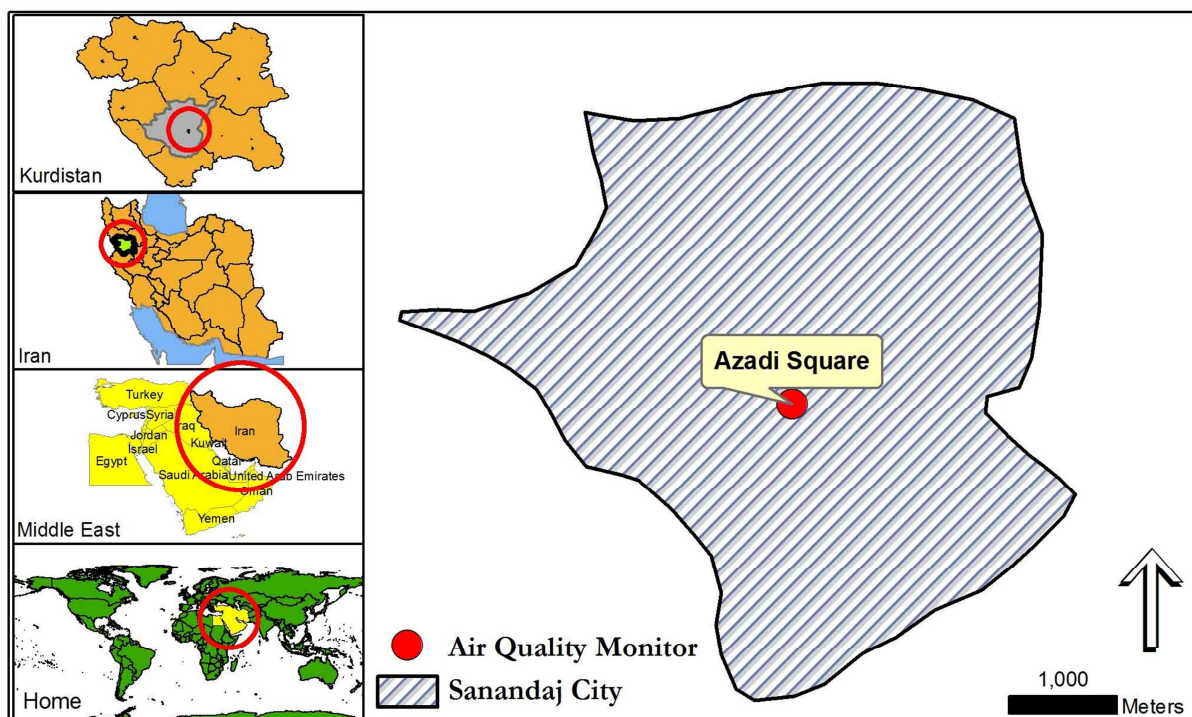 Kurdistan
Iran
Turkey
Cyprus
Syria
Iran
Jordan
Israel
Kuwait
Egypt
Qatar
Saudi Arabia
United Arab Emirates
Oman
Yemen
Middle East
Home
Azadi Square
Air Quality Monitor
Sanandaj City
1,000
Meters